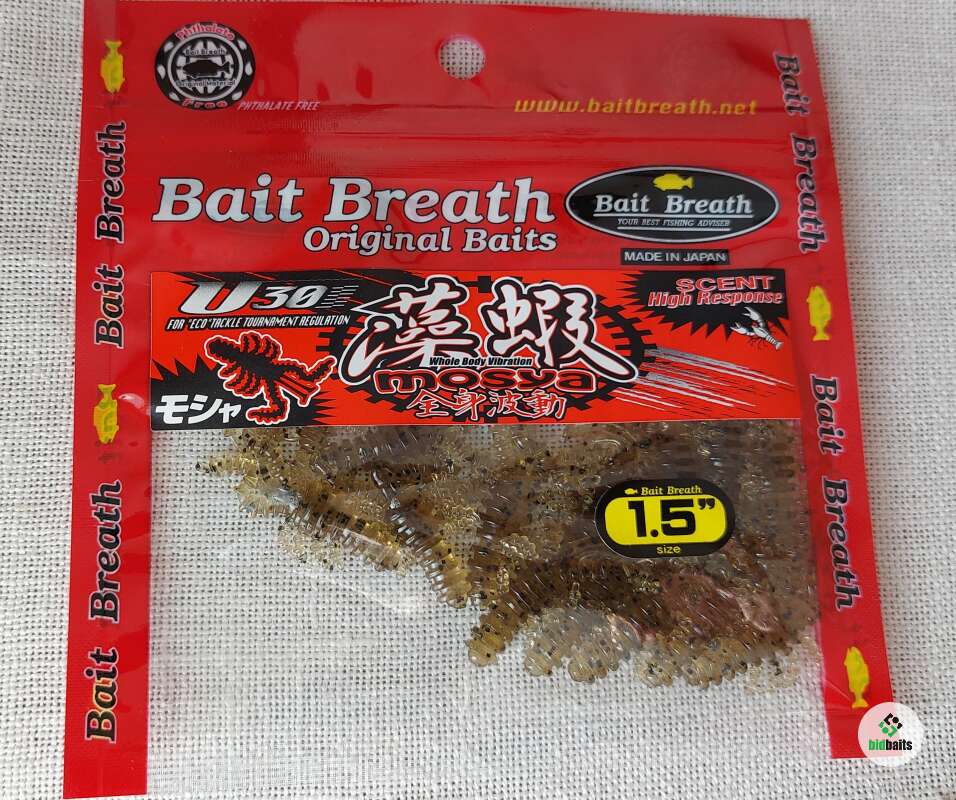 Phthalate
Bait Breath
Original Material
Free
PHTHALATE FREE
www.baitbreath.net
Bait Breath
Original Baits
Bait Breath
YOUR BEST FISHING ADVISER
MADE IN JAPAN
U30
FOR "ECO" TACKLE TOURNAMENT REGULATION
藻蝦
Whole Body Vibration
mosya
全身波動
モシャ
SCENT
High Response
Bait Breath
1.5"
size
Bait Breath
Bait Breath
Bait Breath
Bait Breath
bidbaits